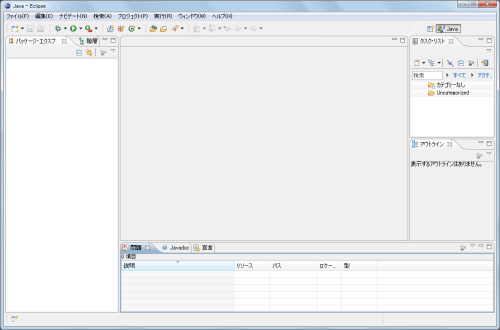 Java - Eclipse
ファイル(F) 編集(E) ナビゲート(N) 検索(A) プロジェクト(P) 実行(R) ウィンドウ(W) ヘルプ(H)
Java
パッケージ・エクスプ 階層
タスク・リスト
検索 すべて アクテ...
カテゴリーなし
Uncategorized
アウトライン
表示するアウトラインはありません。
問題 Javadoc 宣言
0 項目
説明 リソース パス ロケー... 型